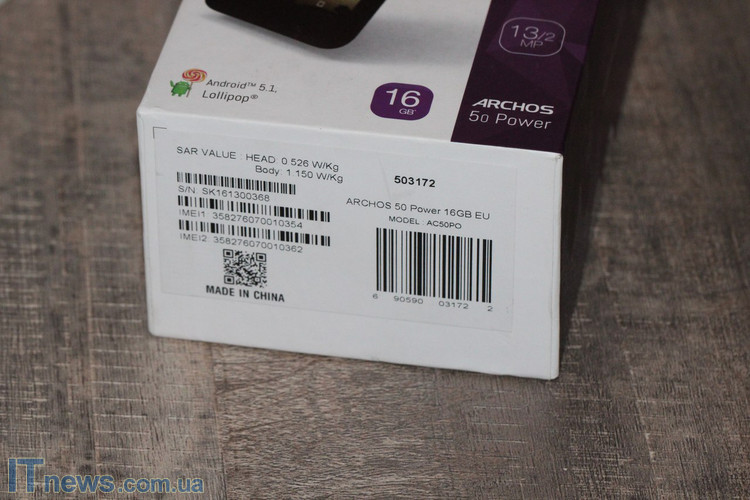 13/2
MP
Android™ 5.1.
Lollipop®
16
GB*
ARCHOS
50 Power
SAR VALUE : HEAD: 0 526 W/Kg
Body: 1 150 W/Kg
503172
S/N: SK161300368
ARCHOS 50 Power 16GB EU
MODEL: AC50PO
IMEI1: 358276070010354
IMEI2: 358276070010362
MADE IN CHINA
6 90590 03172 2
ITnews.com.ua